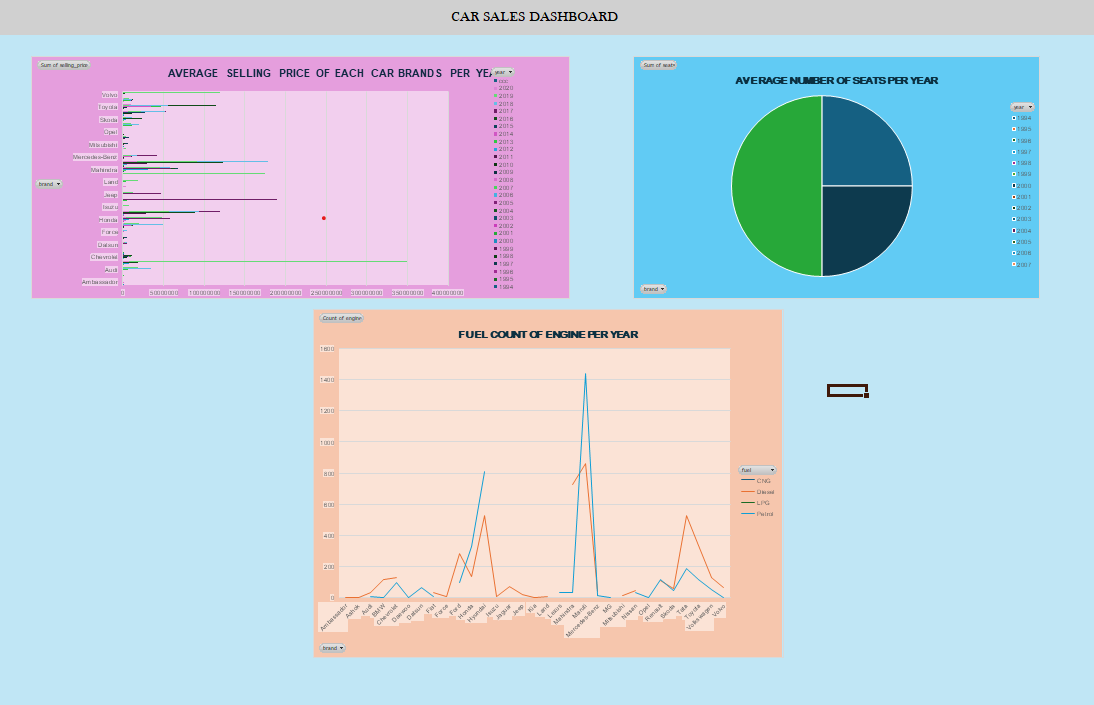 CAR SALES DASHBOARD
Sum of selling_price
AVERAGE SELLING PRICE OF EACH CAR BRANDS PER YEA
year
2020
2019
2018
2017
2016
2015
2014
2013
2012
2011
2010
2009
2008
2007
2006
2005
2004
2003
2002
2001
2000
1999
1998
1997
1996
1995
1994
brand
Volvo
Toyota
Skoda
Opel
Mitsubishi
Mercedes-Benz
Mahindra
Land
Jeep
Isuzu
Honda
Force
Datsun
Chevrolet
Audi
Ambassador
0 50000000 100000000 150000000 200000000 250000000 300000000 350000000 400000000
Sum of seats
AVERAGE NUMBER OF SEATS PER YEAR
year
1994
1995
1996
1997
1998
1999
2000
2001
2002
2003
2004
2005
2006
2007
brand
Count of engine
FUEL COUNT OF ENGINE PER YEAR
1600
1400
1200
1000
800
600
400
200
0
Ambassador
Ashok
Audi
BMW
Chevrolet
Daewoo
Datsun
Fiat
Force
Ford
Honda
Hyundai
Isuzu
Jaguar
Jeep
Kia
Land
Lexus
Mahindra
Maruti
Mercedes-Benz
MG
Mitsubishi
Nissan
Opel
Renault
Skoda
Tata
Toyota
Volkswagen
Volvo
fuel
CNG
Diesel
LPG
Petrol
brand